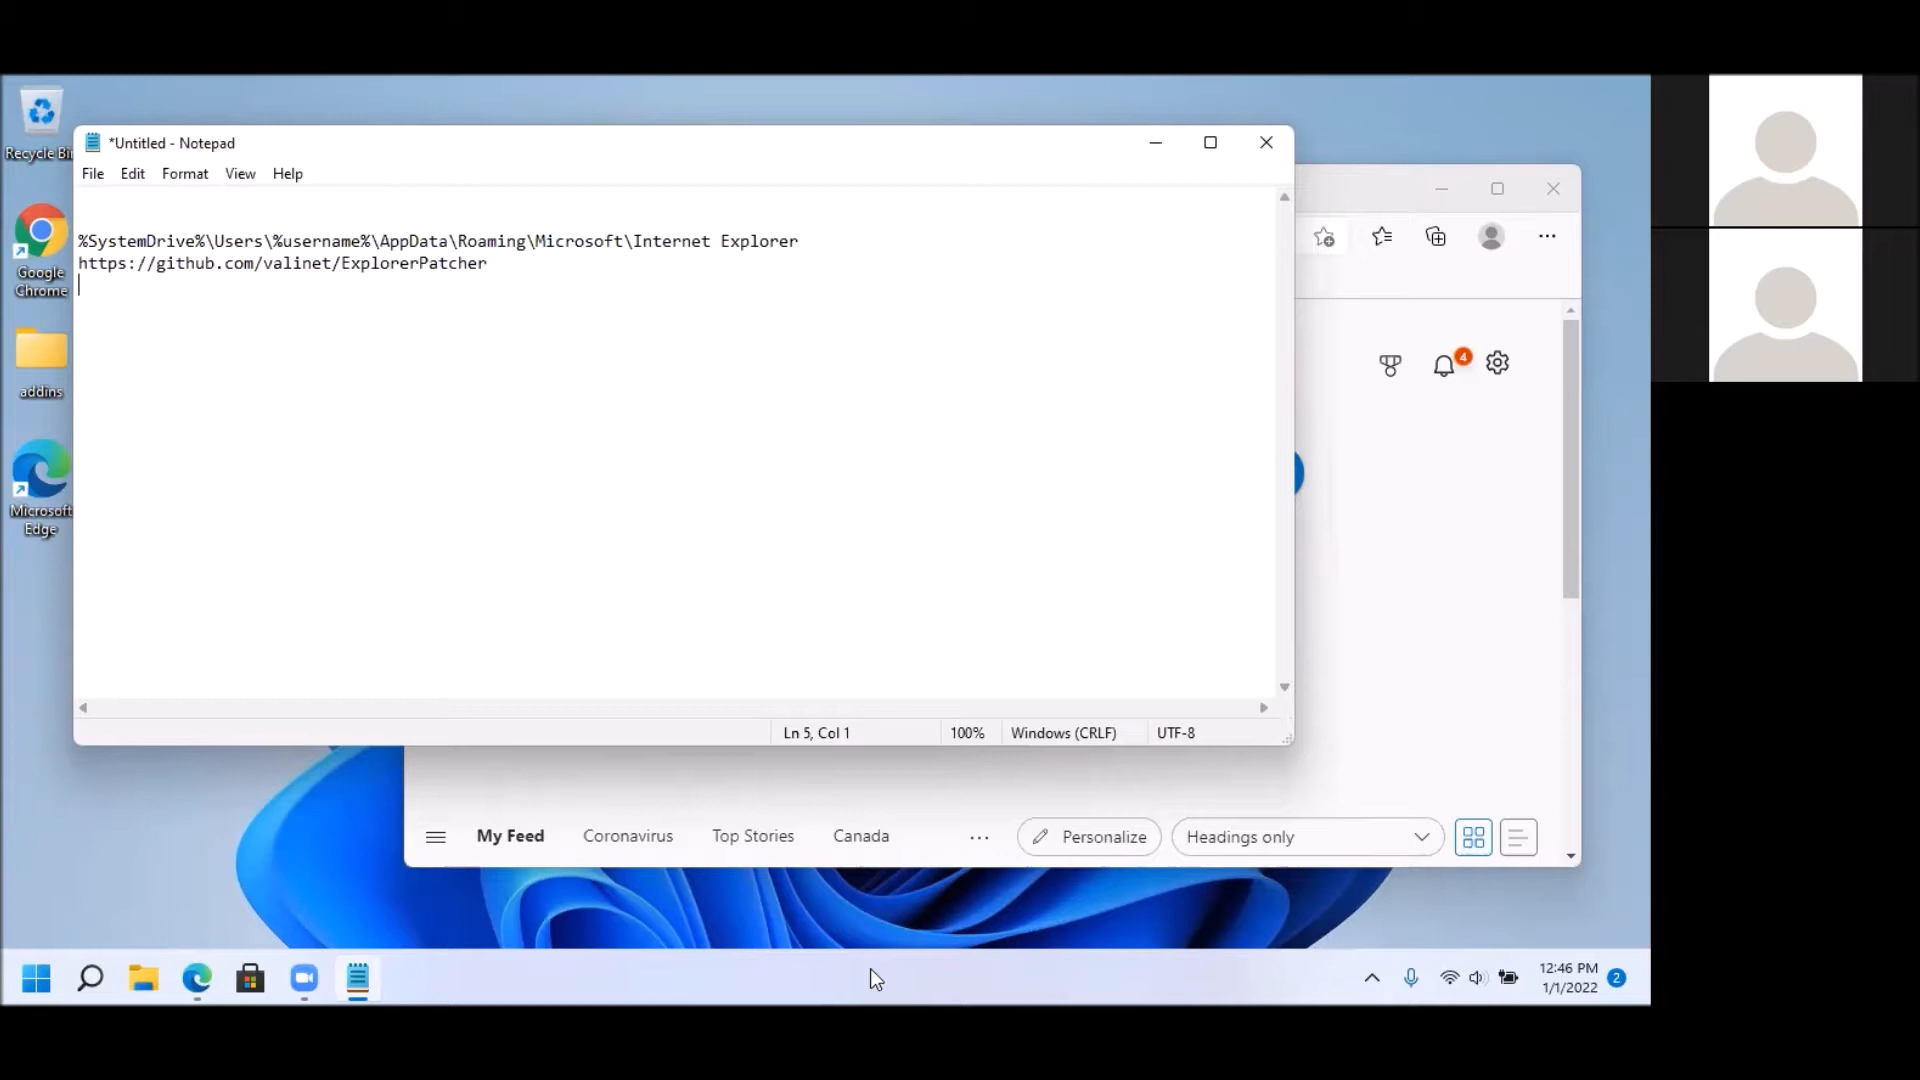 Recycle Bi
Google
Chrome
addins
Microsoft
Edge
*Untitled - Notepad
File Edit Format View Help
%SystemDrive%\Users\%username%\AppData\Roaming\Microsoft\Internet Explorer
https://github.com/valinet/ExplorerPatcher
Ln 5, Col 1 100% Windows (CRLF) UTF-8
4
My Feed Coronavirus Top Stories Canada ... Personalize Headings only
12:46 PM
1/1/2022
2